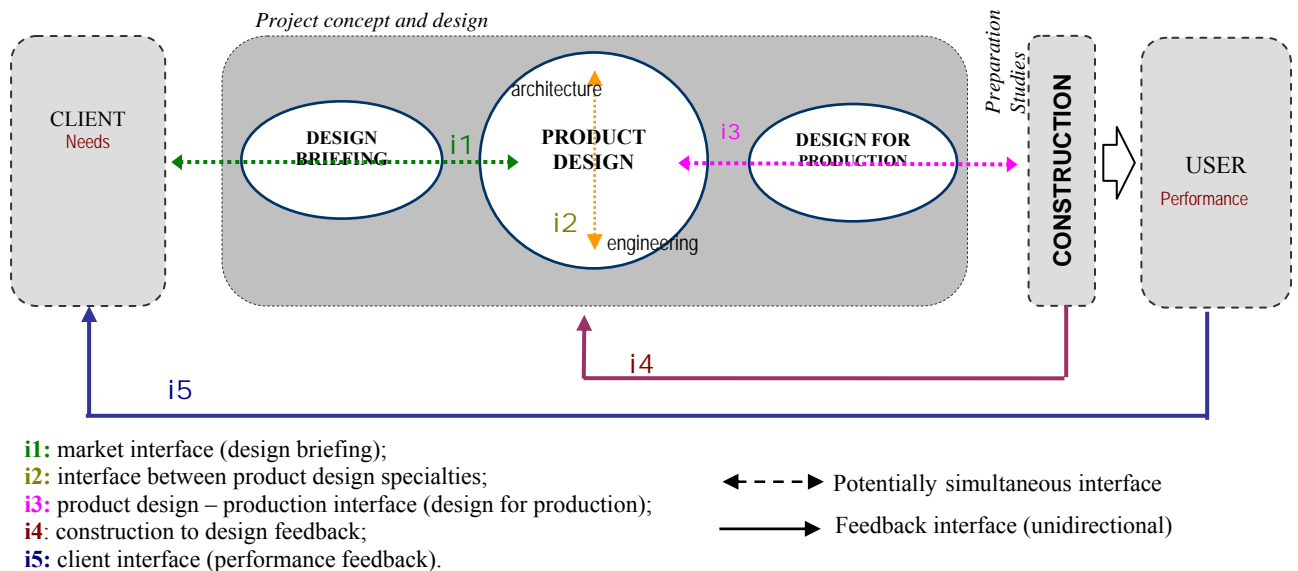 Project concept and design
CLIENT
Needs
DESIGN
BRIEFING
i1
architecture
PRODUCT
DESIGN
i2
engineering
i3
DESIGN FOR
PRODUCTION
Preparation
Studies
CONSTRUCTION
USER
Performance
i4
i5
i1: market interface (design briefing);
i2: interface between product design specialties;
i3: product design – production interface (design for production);
i4: construction to design feedback;
i5: client interface (performance feedback).
Potentially simultaneous interface
Feedback interface (unidirectional)